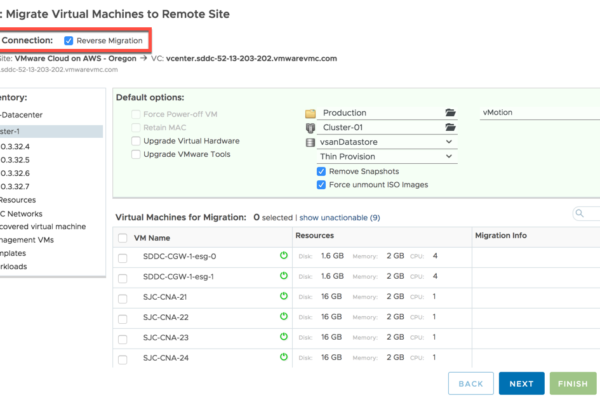 : Migrate Virtual Machines to Remote Site
Connection: Reverse Migration
ite: VMware Cloud on AWS - Oregon → VC: vcenter.sddc-52-13-203-202.vmwarevmc.com
.sddc-52-13-203-202.vmwarevmc.com
entory:
-Datacenter
ster-1
0.3.32.4
0.3.32.5
0.3.32.6
0.3.32.7
Resources
C Networks
covered virtual machine
nagement VMs
mplates
rkloads
Default options:
Force Power-off VM
Retain MAC
Upgrade Virtual Hardware
Upgrade VMware Tools
Production
Cluster-01
vsanDatastore
Thin Provision
Remove Snapshots
Force unmount ISO Images
vMotion
Virtual Machines for Migration: 0 selected | show unactionable (9)
VM Name Resources Migration Info
SDDC-CGW-1-esg-0 Disk: 1.6 GB Memory: 2 GB CPU: 4
SDDC-CGW-1-esg-1 Disk: 1.6 GB Memory: 2 GB CPU: 4
SJC-CNA-21 Disk: 16 GB Memory: 2 GB CPU: 1
SJC-CNA-22 Disk: 16 GB Memory: 2 GB CPU: 1
SJC-CNA-23 Disk: 16 GB Memory: 2 GB CPU: 1
SJC-CNA-24 Disk: 16 GB Memory: 2 GB CPU: 1
BACK NEXT FINISH